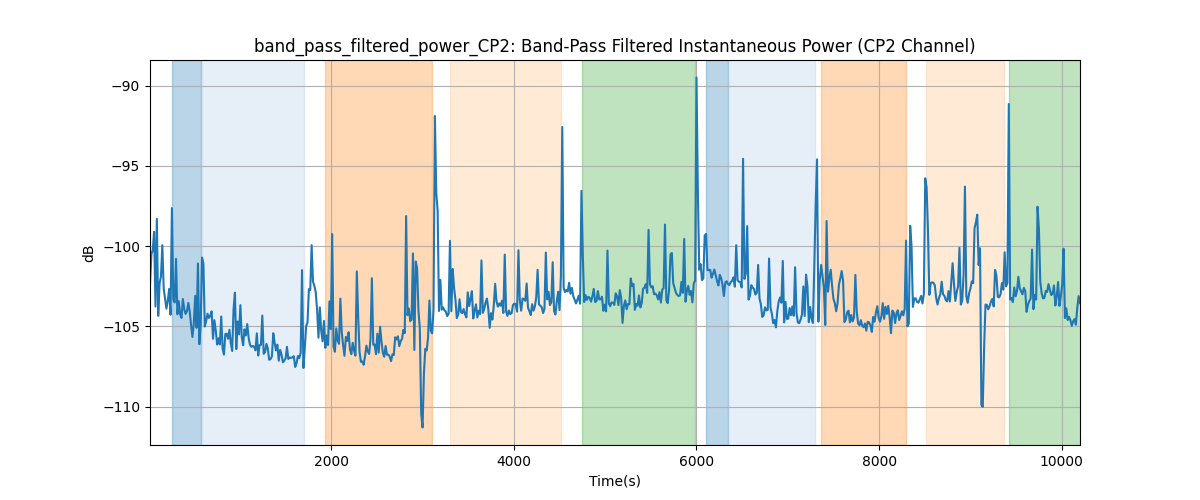 band_pass_filtered_power_CP2: Band-Pass Filtered Instantaneous Power (CP2 Channel)
−90
−95
−100
−105
−110
dB
2000 4000 6000 8000 10000
Time(s)